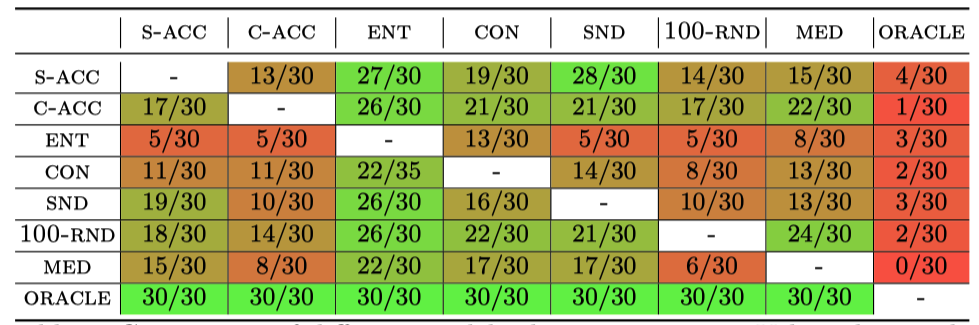 S-ACC C-ACC ENT CON SND 100-RND MED ORACLE
S-ACC - 13/30 27/30 19/30 28/30 14/30 15/30 4/30
C-ACC 17/30 - 26/30 21/30 21/30 17/30 22/30 1/30
ENT 5/30 5/30 - 13/30 5/30 5/30 8/30 3/30
CON 11/30 11/30 22/35 - 14/30 8/30 13/30 2/30
SND 19/30 10/30 26/30 16/30 - 10/30 13/30 3/30
100-RND 18/30 14/30 26/30 22/30 21/30 - 24/30 2/30
MED 15/30 8/30 22/30 17/30 17/30 6/30 - 0/30
ORACLE 30/30 30/30 30/30 30/30 30/30 30/30 30/30 -